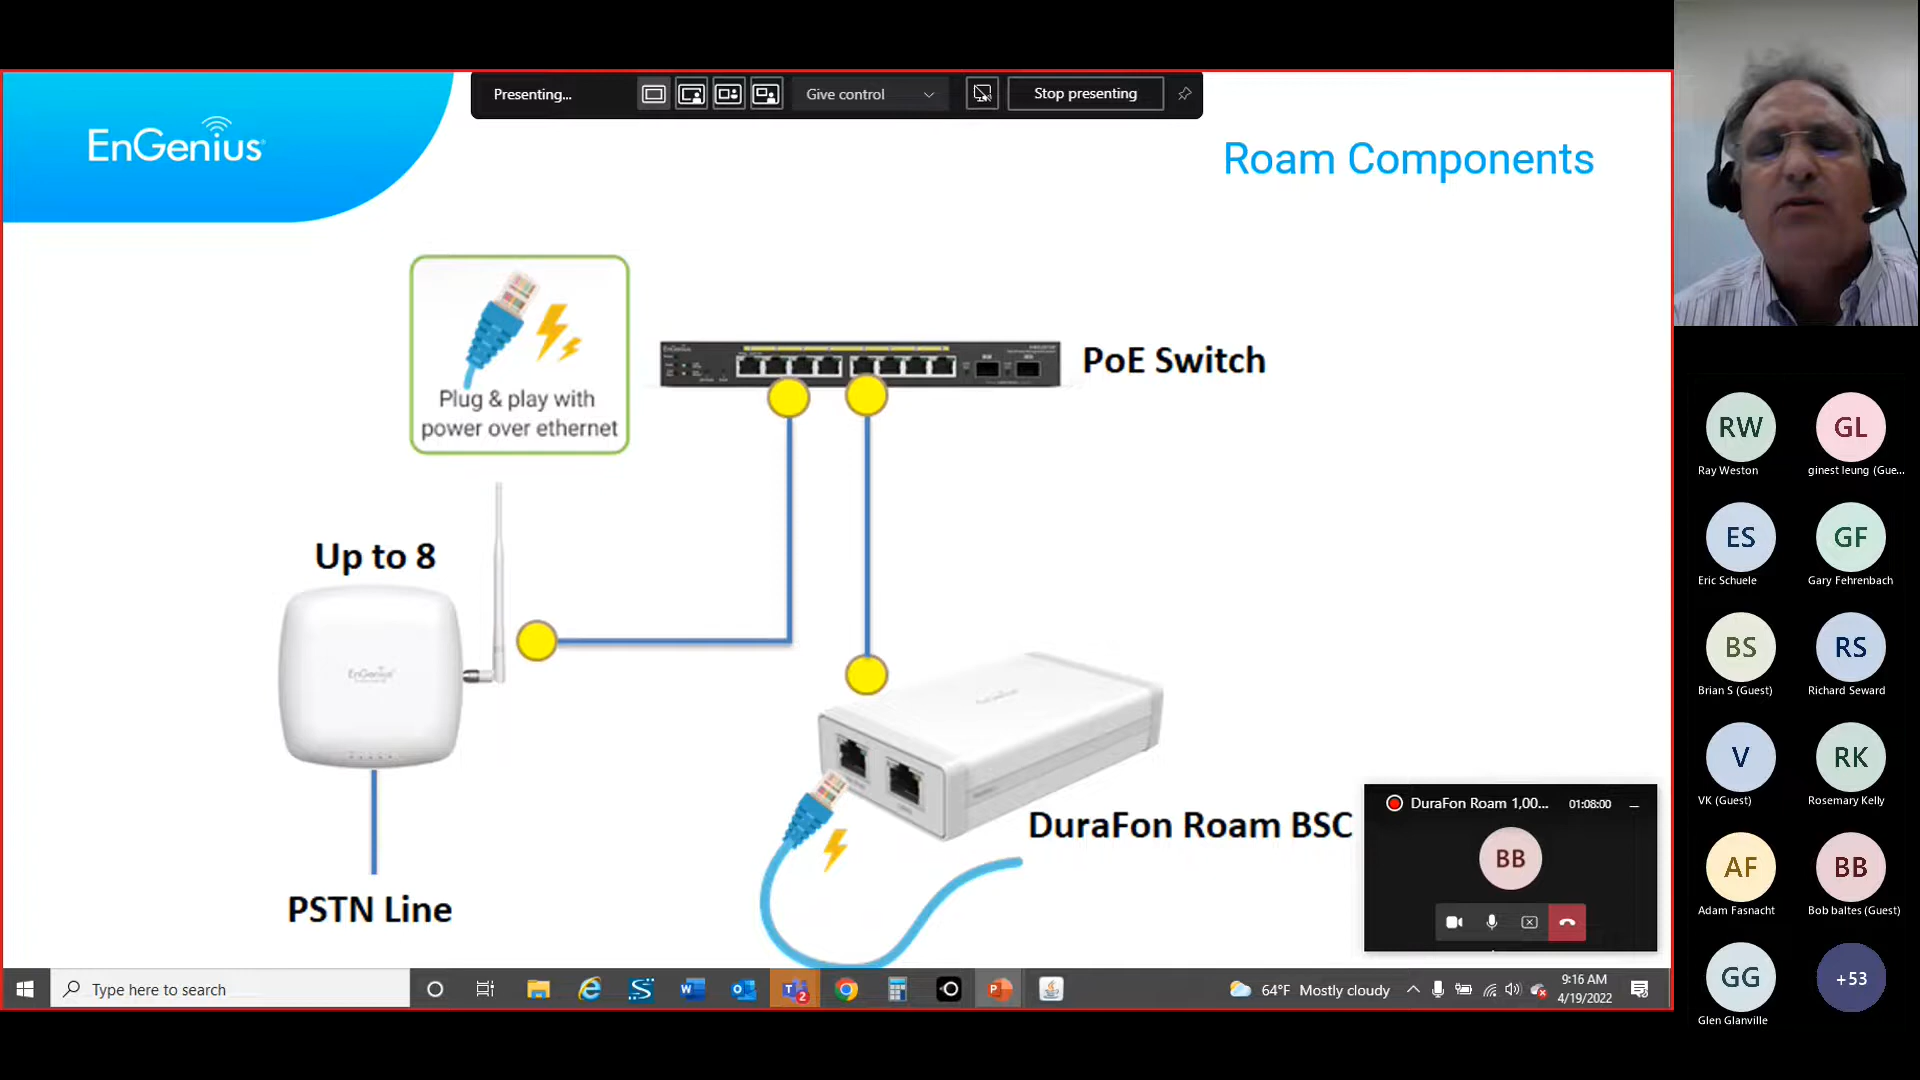 Presenting...
Give control
Stop presenting
EnGenius
Roam Components
Plug & play with
power over ethernet
EnGenius
PoE Switch
Up to 8
EnGenius
DuraFon Roam BSC
PSTN Line
DuraFon Roam 1,00...
01:08:00
BB
Type here to search
64°F Mostly cloudy
9:16 AM
4/19/2022
RW
Ray Weston
GL
ginest leung (Gue...
ES
Eric Schuele
GF
Gary Fehrenbach
BS
Brian S (Guest)
RS
Richard Seward
V
VK (Guest)
RK
Rosemary Kelly
AF
Adam Fasnacht
BB
Bob baltes (Guest)
GG
Glen Glanville
+53